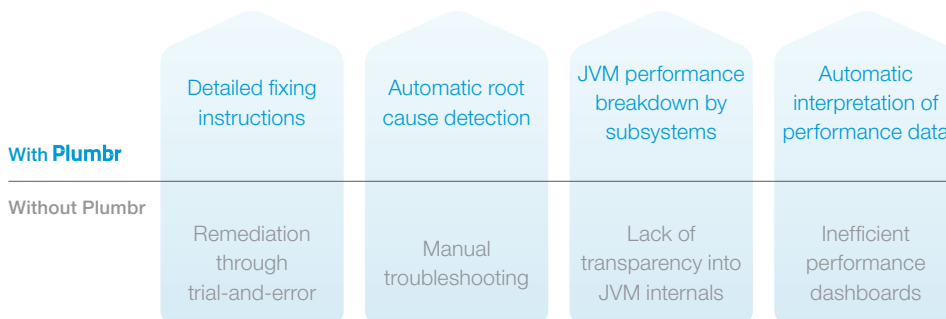 Detailed fixing
instructions
Automatic root
cause detection
JVM performance
breakdown by
subsystems
Automatic
interpretation of
performance data
With Plumbr
Without Plumbr
Remediation
through
trial-and-error
Manual
troubleshooting
Lack of
transparency into
JVM internals
Inefficient
performance
dashboards